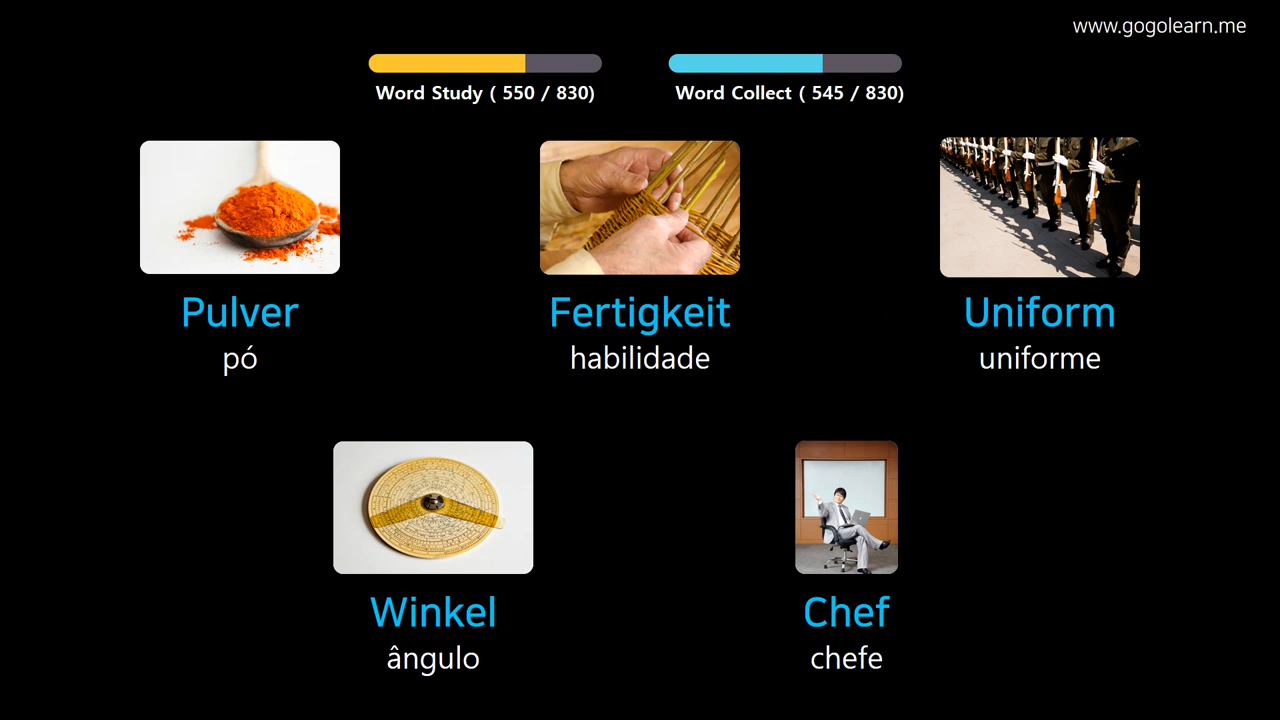 www.gogolearn.me
Word Study ( 550 / 830)
Word Collect ( 545 / 830)
Pulver
pó
Fertigkeit
habilidade
Uniform
uniforme
Winkel
ângulo
Chef
chefe